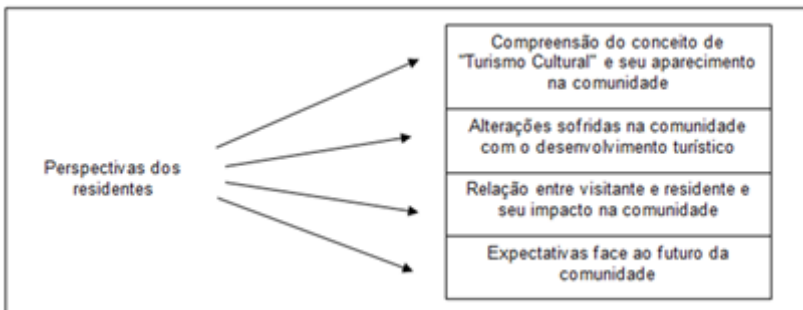 Perspectivas dos
residentes
Compreensão do conceito de
"Turismo Cultural" e seu aparecimento
na comunidade
Alterações sofridas na comunidade
com o desenvolvimento turístico
Relação entre visitante e residente e
seu impacto na comunidade
Expectativas face ao futuro da
comunidade